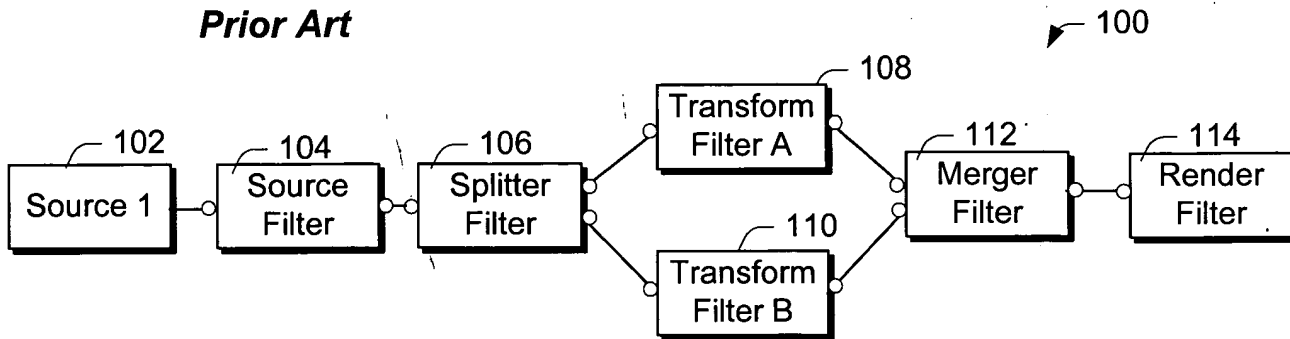 Prior Art
100
102
Source 1
104
Source
Filter
106
Splitter
Filter
108
Transform
Filter A
110
Transform
Filter B
112
Merger
Filter
114
Render
Filter